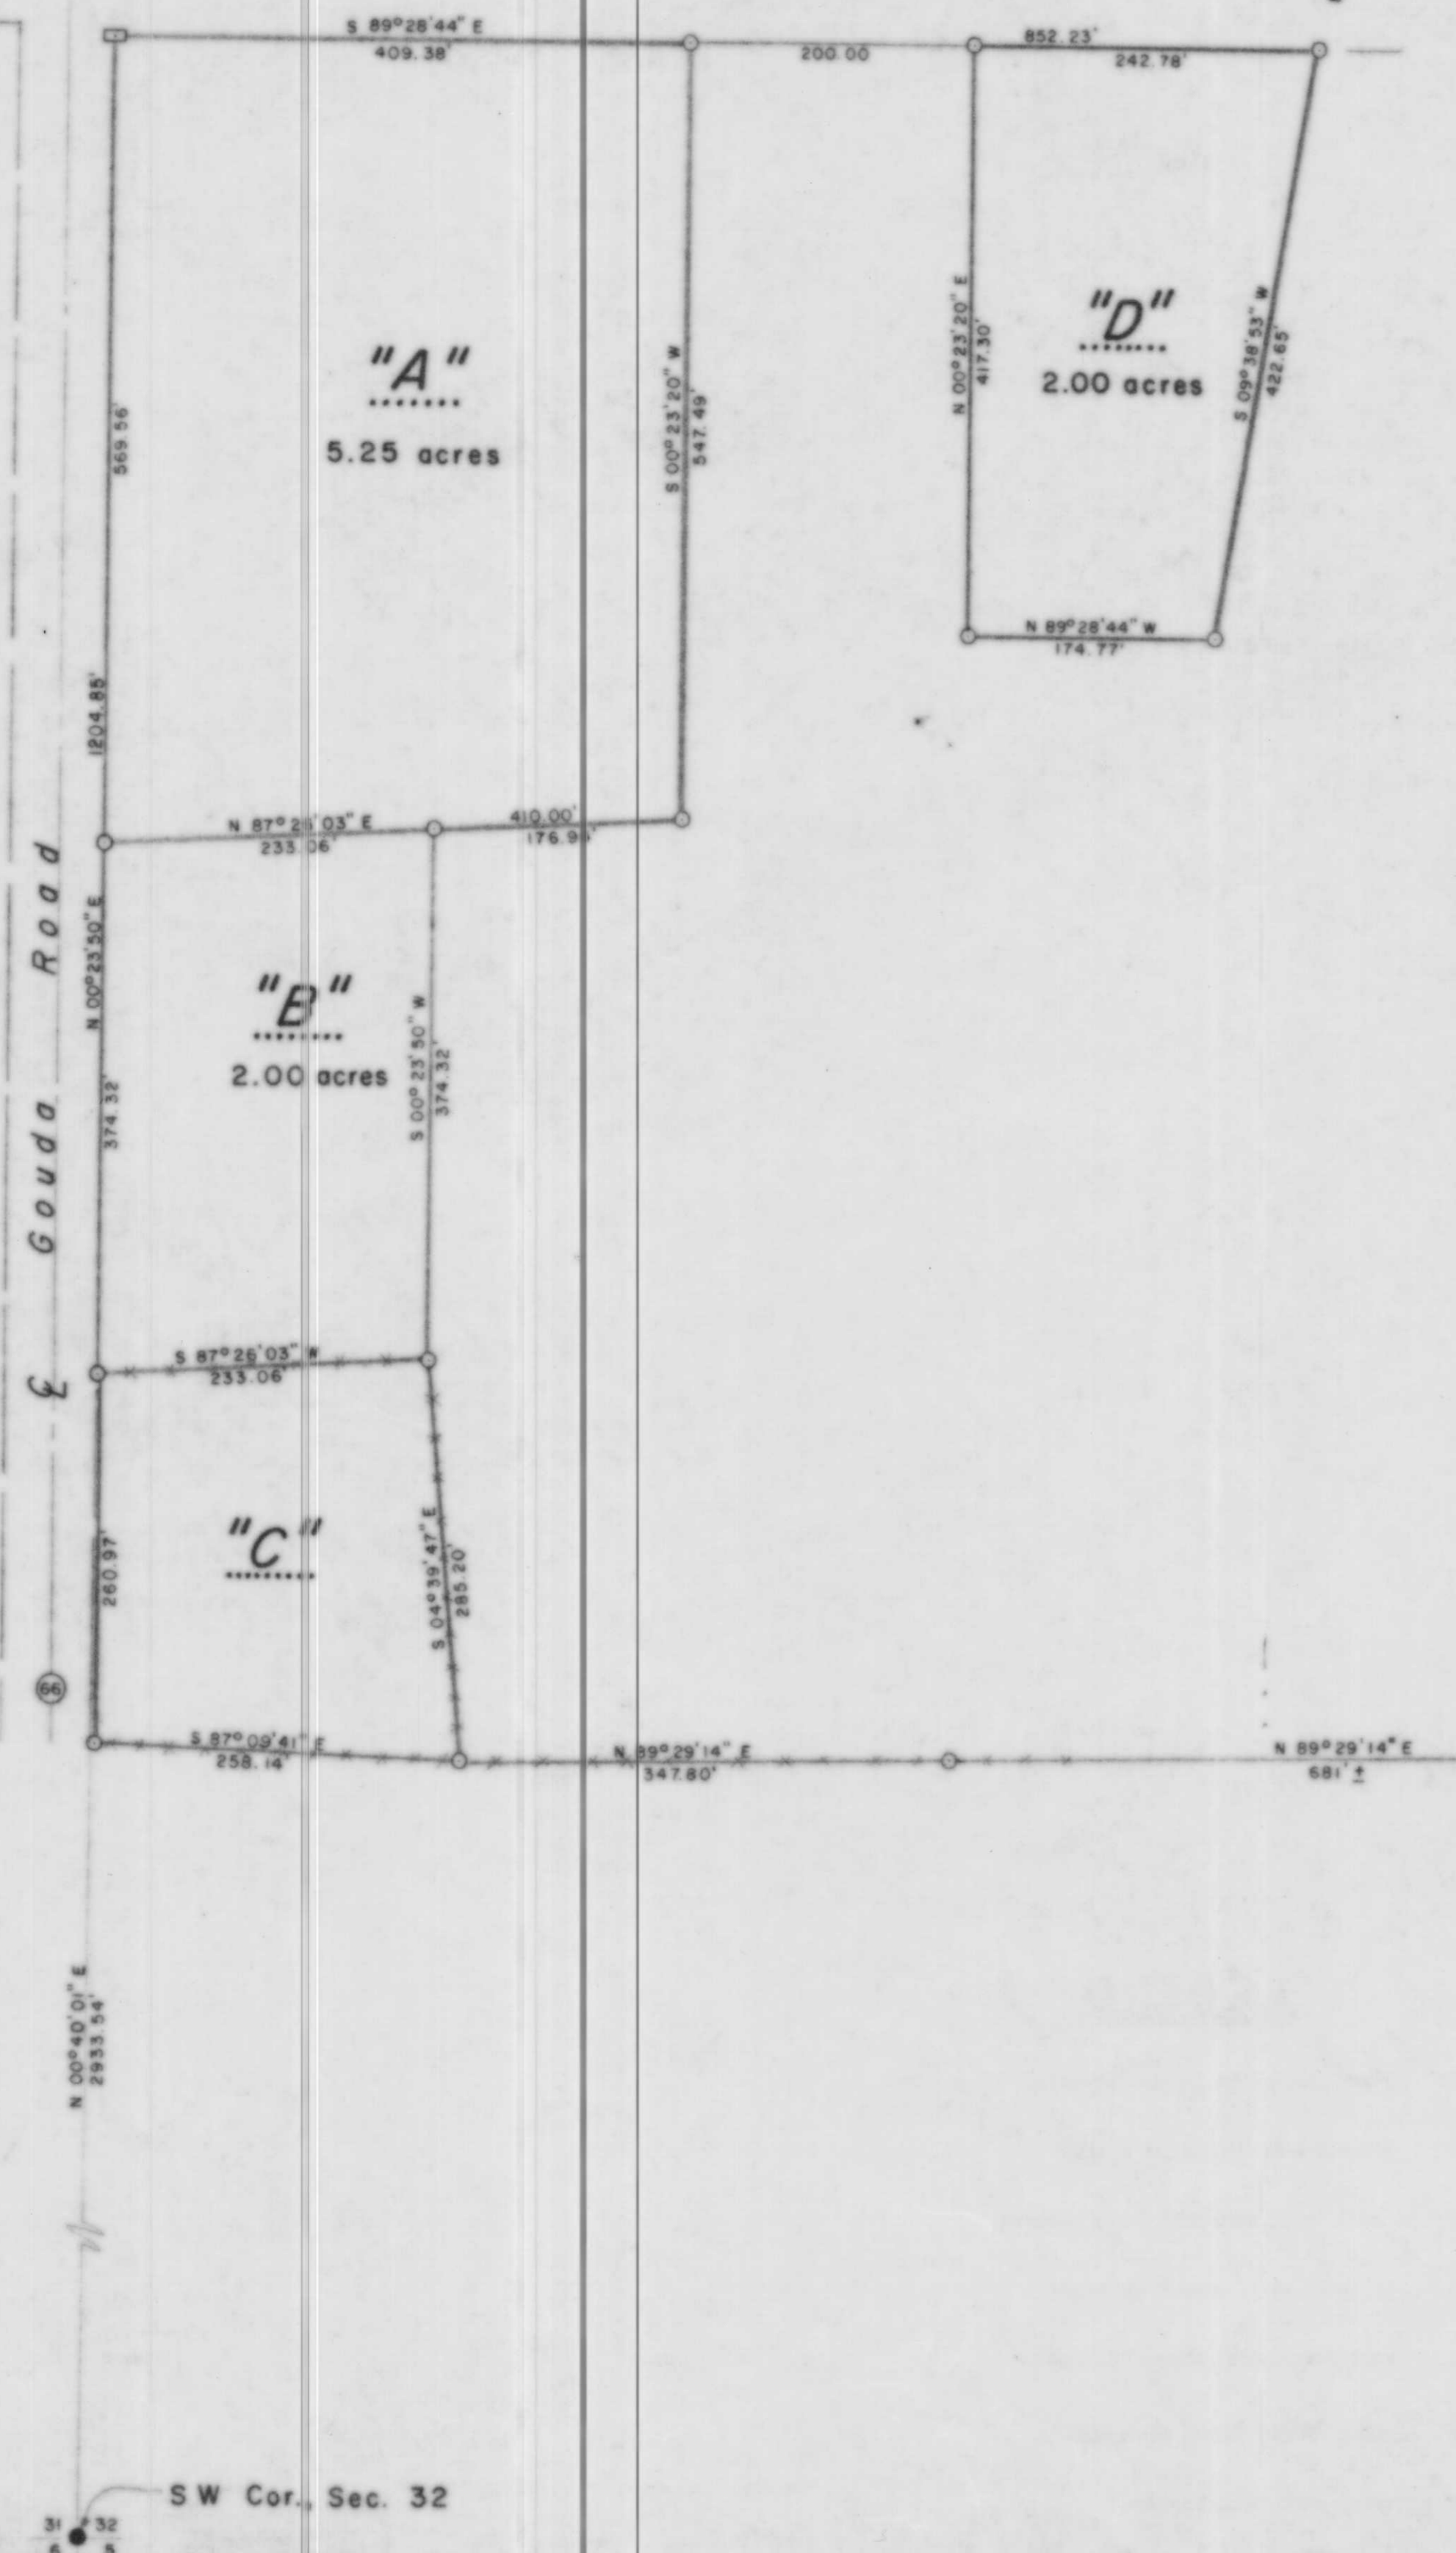 S 89°28'44" E
409.38'
200.00
852.23'
242.78'
"A"
5.25 acres
569.56'
1204.85'
S 00°23'20" W
547.49'
N 00°23'20" E
417.30'
"D"
2.00 acres
S 09°38'53" W
422.65'
N 89°28'44" W
174.77'
N 87°26'03" E
233.06'
410.00'
Gouda Road
N 00°23'50" E
374.32'
"B"
2.00 acres
S 00°23'50" W
374.32'
S 87°26'03" W
233.06'
℄
260.97'
"C"
S 04°39'47" E
285.20'
66
S 87°09'41" E
258.14'
N 89°29'14" E
347.80'
N 89°29'14" E
681' ±
N 00°40'01" E
2933.54'
SW Cor., Sec. 32
31 32
5